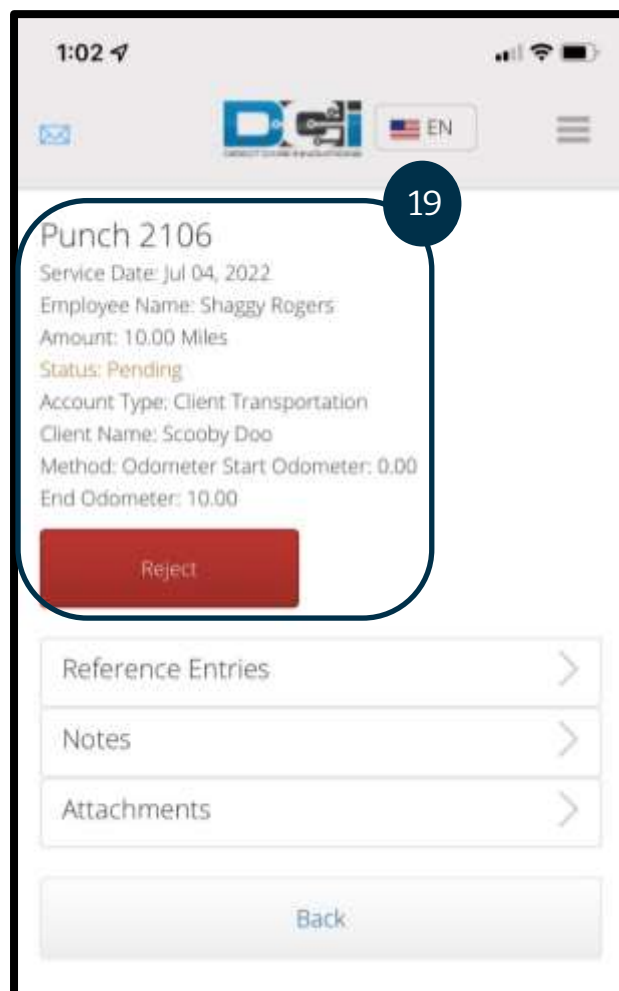 1:02
DCi
EN
19
Punch 2106
Service Date: Jul 04, 2022
Employee Name: Shaggy Rogers
Amount: 10.00 Miles
Status: Pending
Account Type: Client Transportation
Client Name: Scooby Doo
Method: Odometer Start Odometer: 0.00
End Odometer: 10.00
Reject
Reference Entries
Notes
Attachments
Back